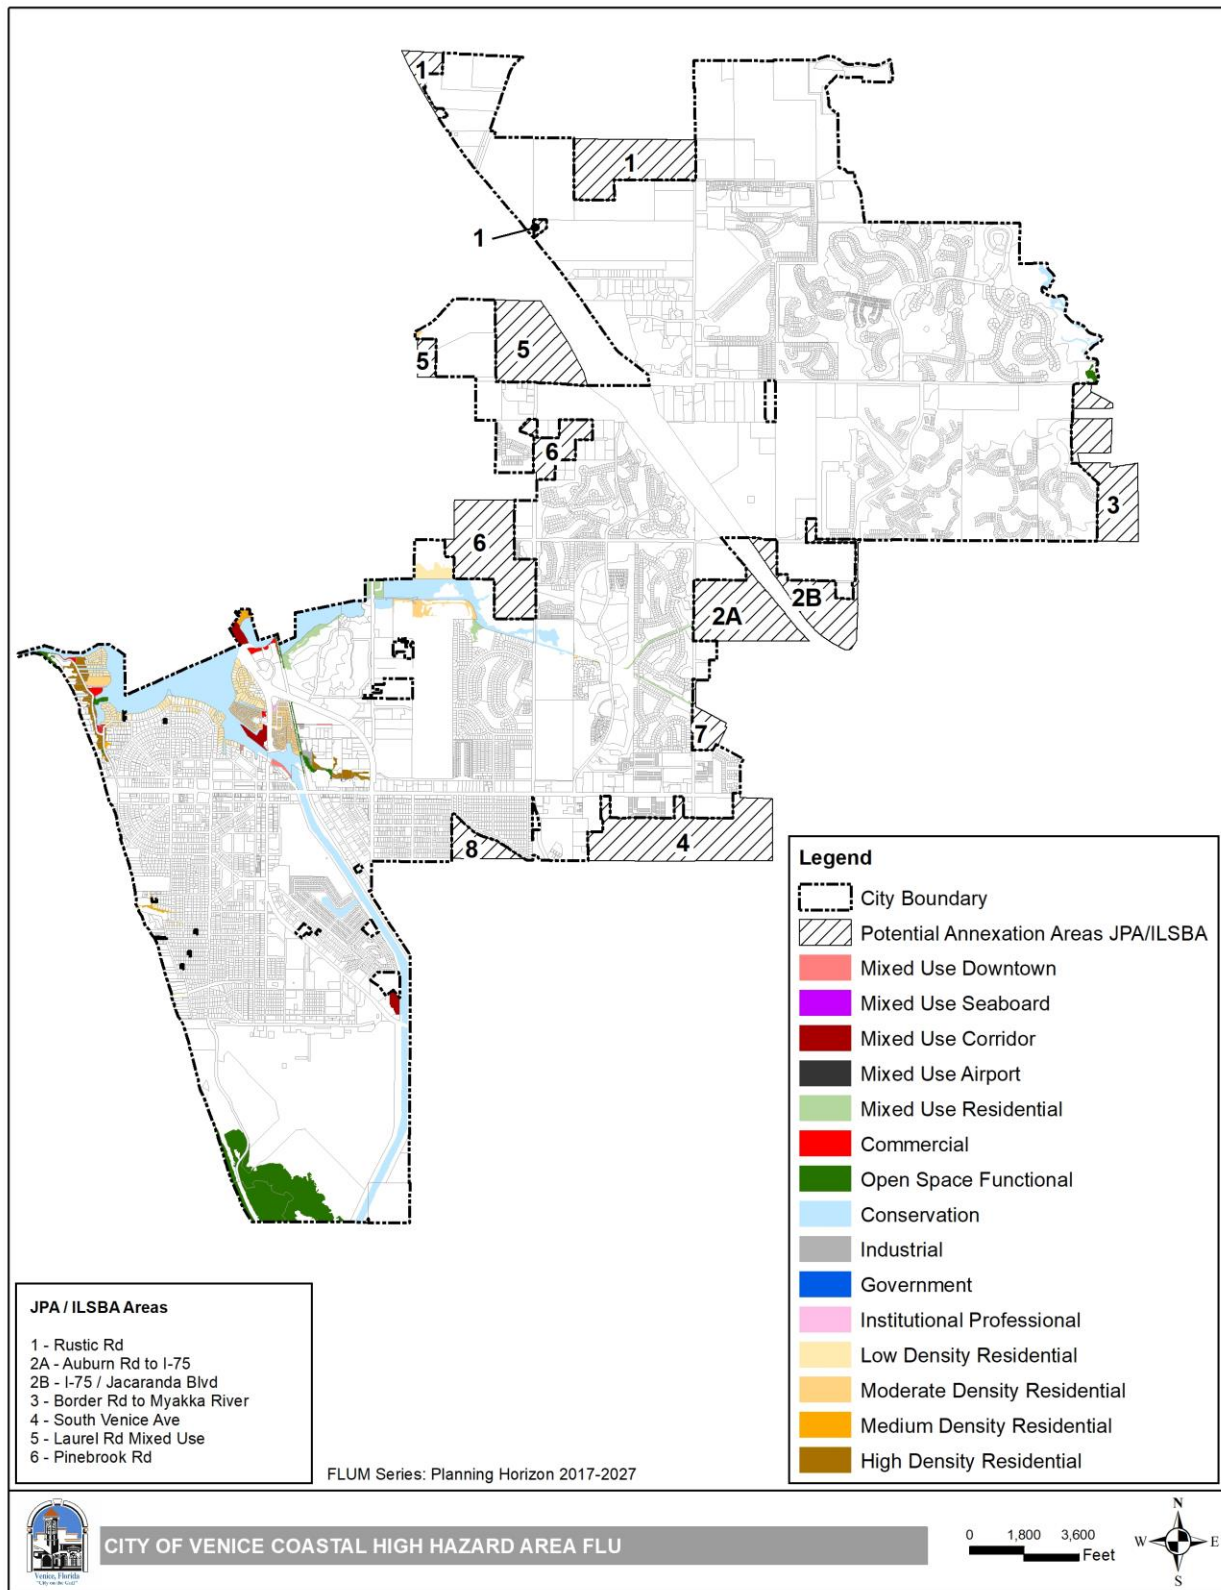 1
1
1
5
5
6
6
3
2A
2B
7
8
4
Legend
City Boundary
Potential Annexation Areas JPA/ILSBA
Mixed Use Downtown
Mixed Use Seaboard
Mixed Use Corridor
Mixed Use Airport
Mixed Use Residential
Commercial
Open Space Functional
Conservation
Industrial
Government
Institutional Professional
Low Density Residential
Moderate Density Residential
Medium Density Residential
High Density Residential
JPA / ILSBA Areas
1 - Rustic Rd
2A - Auburn Rd to I-75
2B - I-75 / Jacaranda Blvd
3 - Border Rd to Myakka River
4 - South Venice Ave
5 - Laurel Rd Mixed Use
6 - Pinebrook Rd
FLUM Series: Planning Horizon 2017-2027
Venice, Florida
"City on the Gulf"
CITY OF VENICE COASTAL HIGH HAZARD AREA FLU
0 1,800 3,600
Feet
N
W E
S